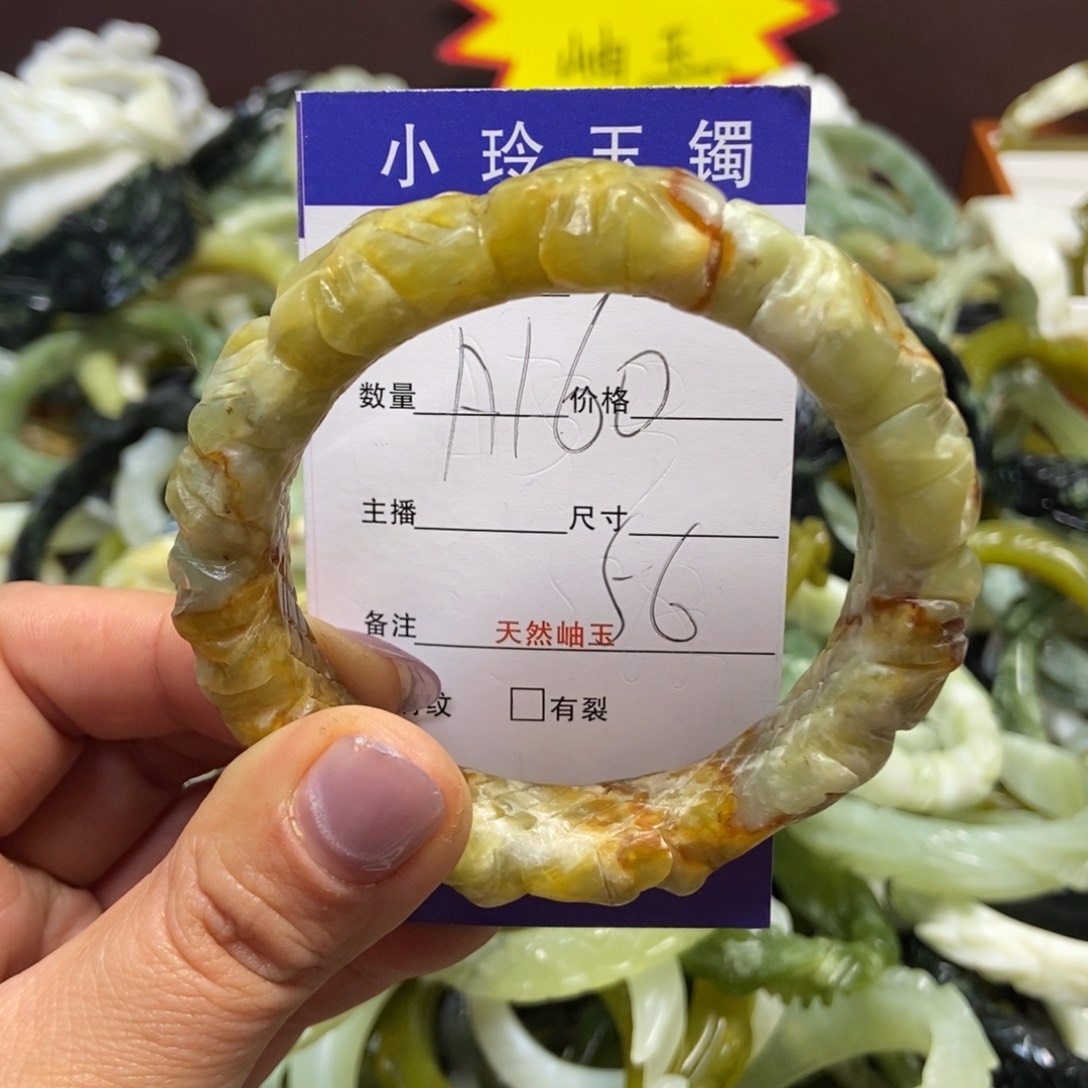 岫玉
小玲玉镯
数量 A160 价格
主播 尺寸 56
备注 天然岫玉
纹 □有裂